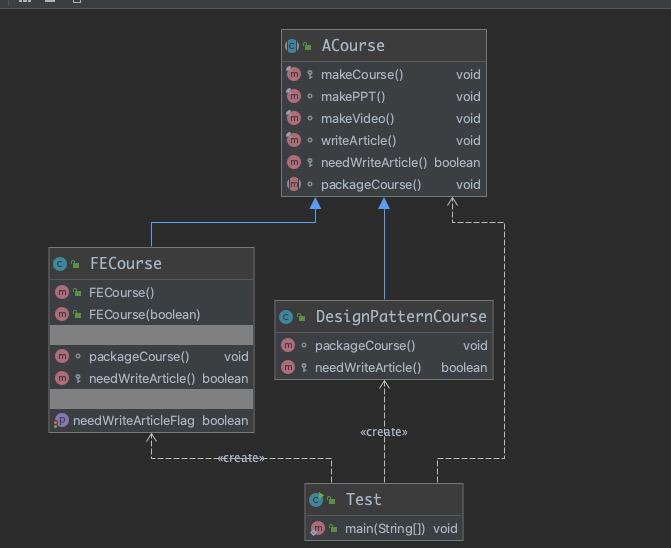 ACourse
makeCourse() void
makePPT() void
makeVideo() void
writeArticle() void
needWriteArticle() boolean
packageCourse() void
FECourse
FECourse()
FECourse(boolean)
packageCourse() void
needWriteArticle() boolean
needWriteArticleFlag boolean
DesignPatternCourse
packageCourse() void
needWriteArticle() boolean
«create»
«create»
Test
main(String[]) void